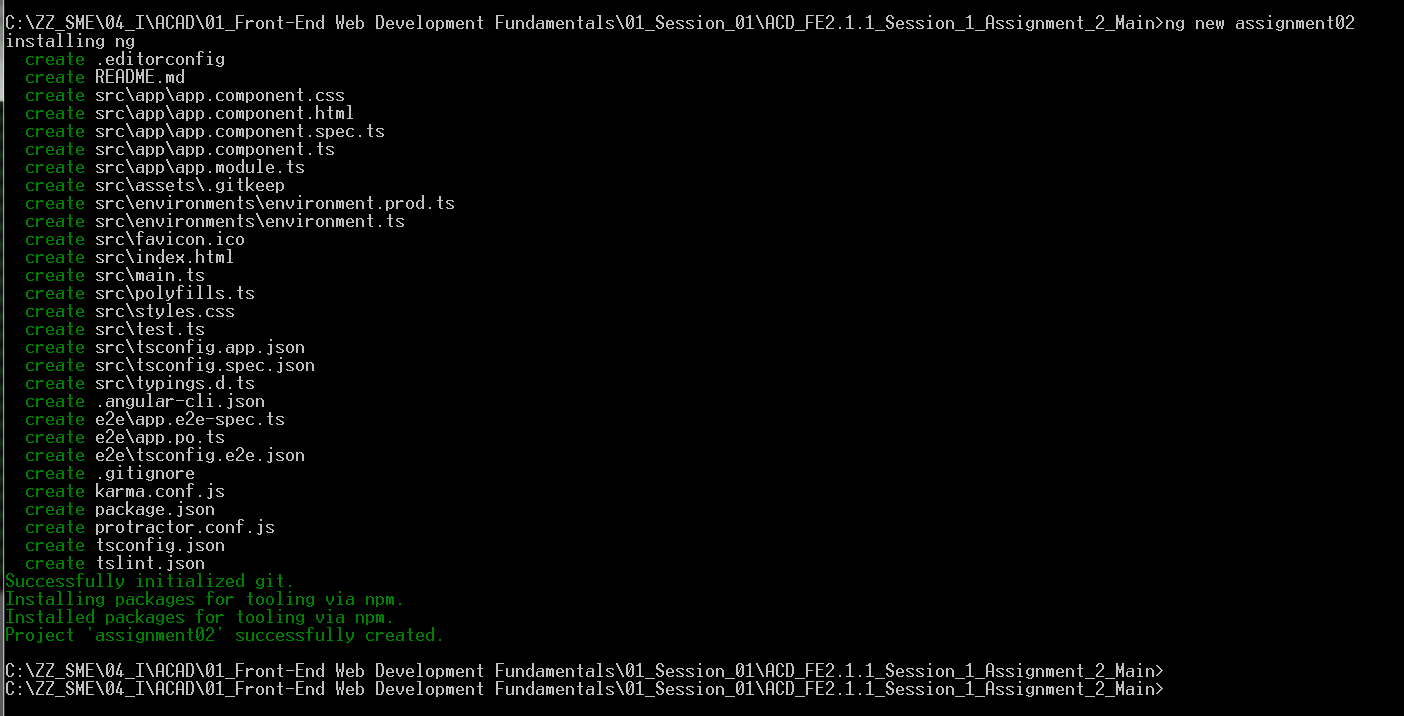 C:\ZZ_SME\04_I\ACAD\01_Front-End Web Development Fundamentals\01_Session_01\ACD_FE2.1.1_Session_1_Assignment_2_Main>ng new assignment02
installing ng
  create .editorconfig
  create README.md
  create src\app\app.component.css
  create src\app\app.component.html
  create src\app\app.component.spec.ts
  create src\app\app.component.ts
  create src\app\app.module.ts
  create src\assets\.gitkeep
  create src\environments\environment.prod.ts
  create src\environments\environment.ts
  create src\favicon.ico
  create src\index.html
  create src\main.ts
  create src\polyfills.ts
  create src\styles.css
  create src\test.ts
  create src\tsconfig.app.json
  create src\tsconfig.spec.json
  create src\typings.d.ts
  create .angular-cli.json
  create e2e\app.e2e-spec.ts
  create e2e\app.po.ts
  create e2e\tsconfig.e2e.json
  create .gitignore
  create karma.conf.js
  create package.json
  create protractor.conf.js
  create tsconfig.json
  create tslint.json
Successfully initialized git.
Installing packages for tooling via npm.
Installed packages for tooling via npm.
Project 'assignment02' successfully created.
C:\ZZ_SME\04_I\ACAD\01_Front-End Web Development Fundamentals\01_Session_01\ACD_FE2.1.1_Session_1_Assignment_2_Main>
C:\ZZ_SME\04_I\ACAD\01_Front-End Web Development Fundamentals\01_Session_01\ACD_FE2.1.1_Session_1_Assignment_2_Main>